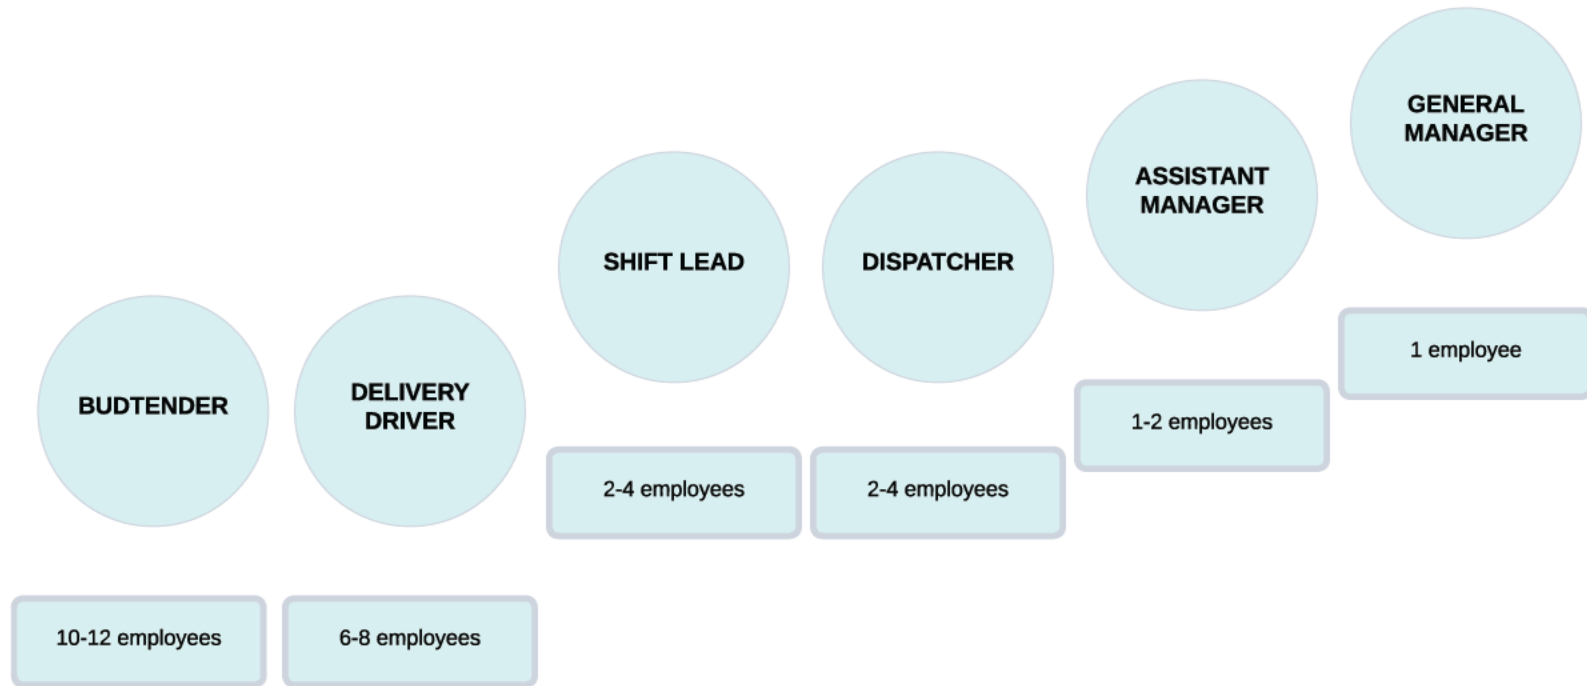 BUDTENDER
10-12 employees
DELIVERY
DRIVER
6-8 employees
SHIFT LEAD
2-4 employees
DISPATCHER
2-4 employees
ASSISTANT
MANAGER
1-2 employees
GENERAL
MANAGER
1 employee